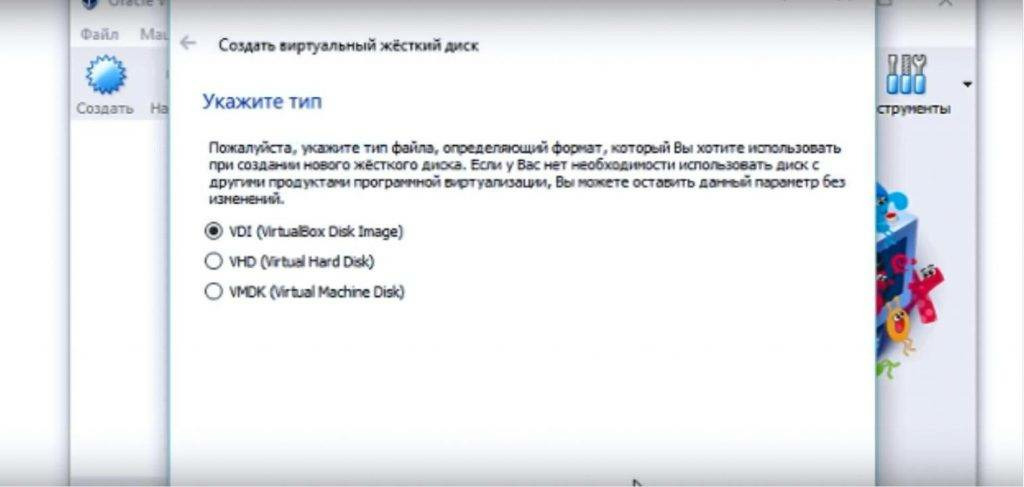 Oracle V
Файл Маш
Создать виртуальный жёсткий диск
Создать На
струменты
Укажите тип
Пожалуйста, укажите тип файла, определяющий формат, который Вы хотите использовать
при создании нового жёсткого диска. Если у Вас нет необходимости использовать диск с
другими продуктами программной виртуализации, Вы можете оставить данный параметр без
изменений.
VDI (VirtualBox Disk Image)
VHD (Virtual Hard Disk)
VMDK (Virtual Machine Disk)